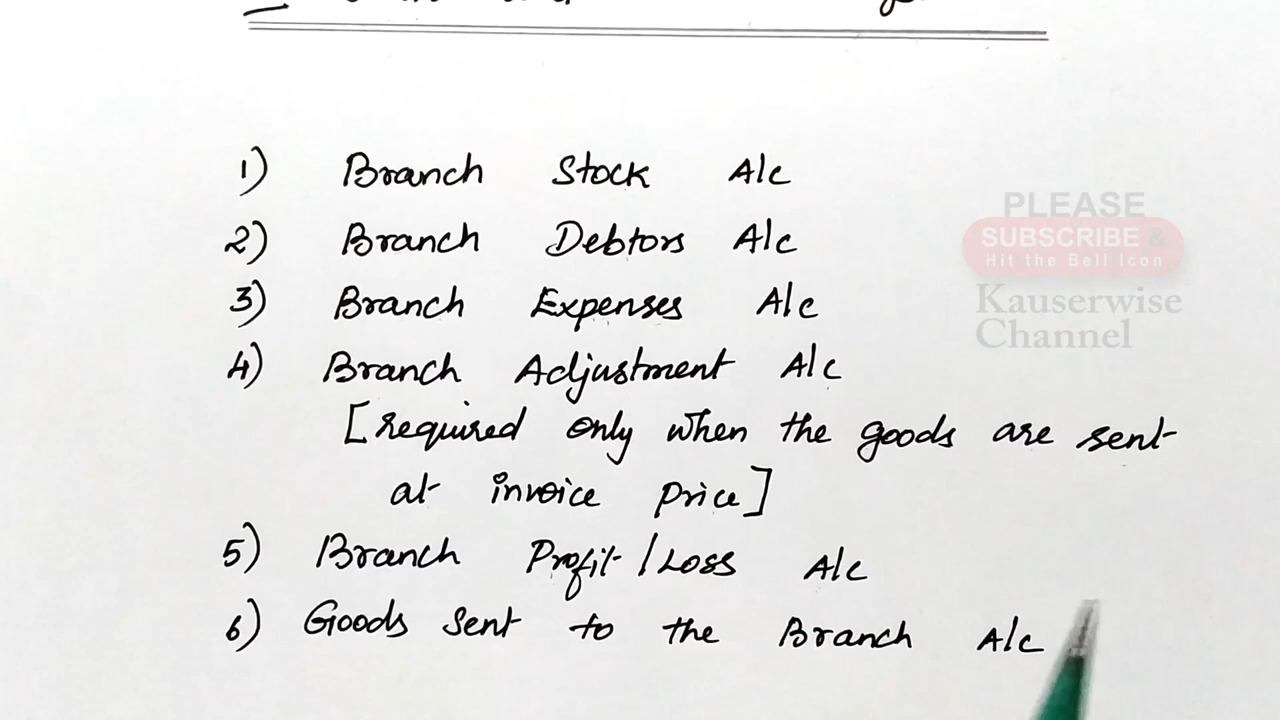 1) Branch Stock A/c
2) Branch Debtors A/c
3) Branch Expenses A/c
4) Branch Adjustment A/c
[required only when the goods are sent
at invoice price]
5) Branch Profit/Loss A/c
6) Goods sent to the Branch A/c
PLEASE
SUBSCRIBE &
Hit the Bell Icon
Kauserwise
Channel